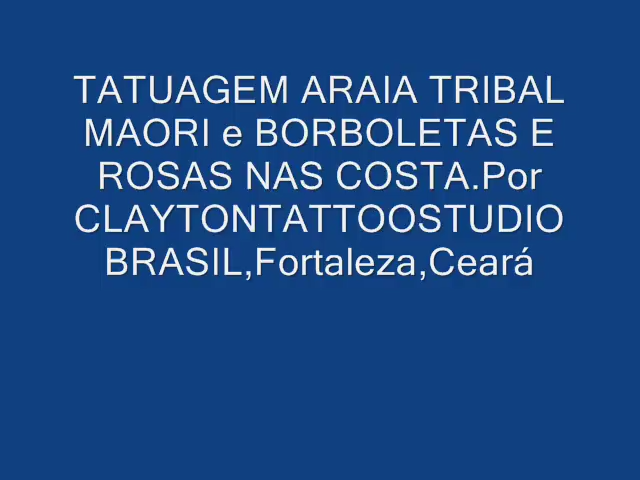 TATUAGEM ARAIA TRIBAL
MAORI e BORBOLETAS E
ROSAS NAS COSTA.Por
CLAYTONTATTOOSTUDIO
BRASIL,Fortaleza,Ceará